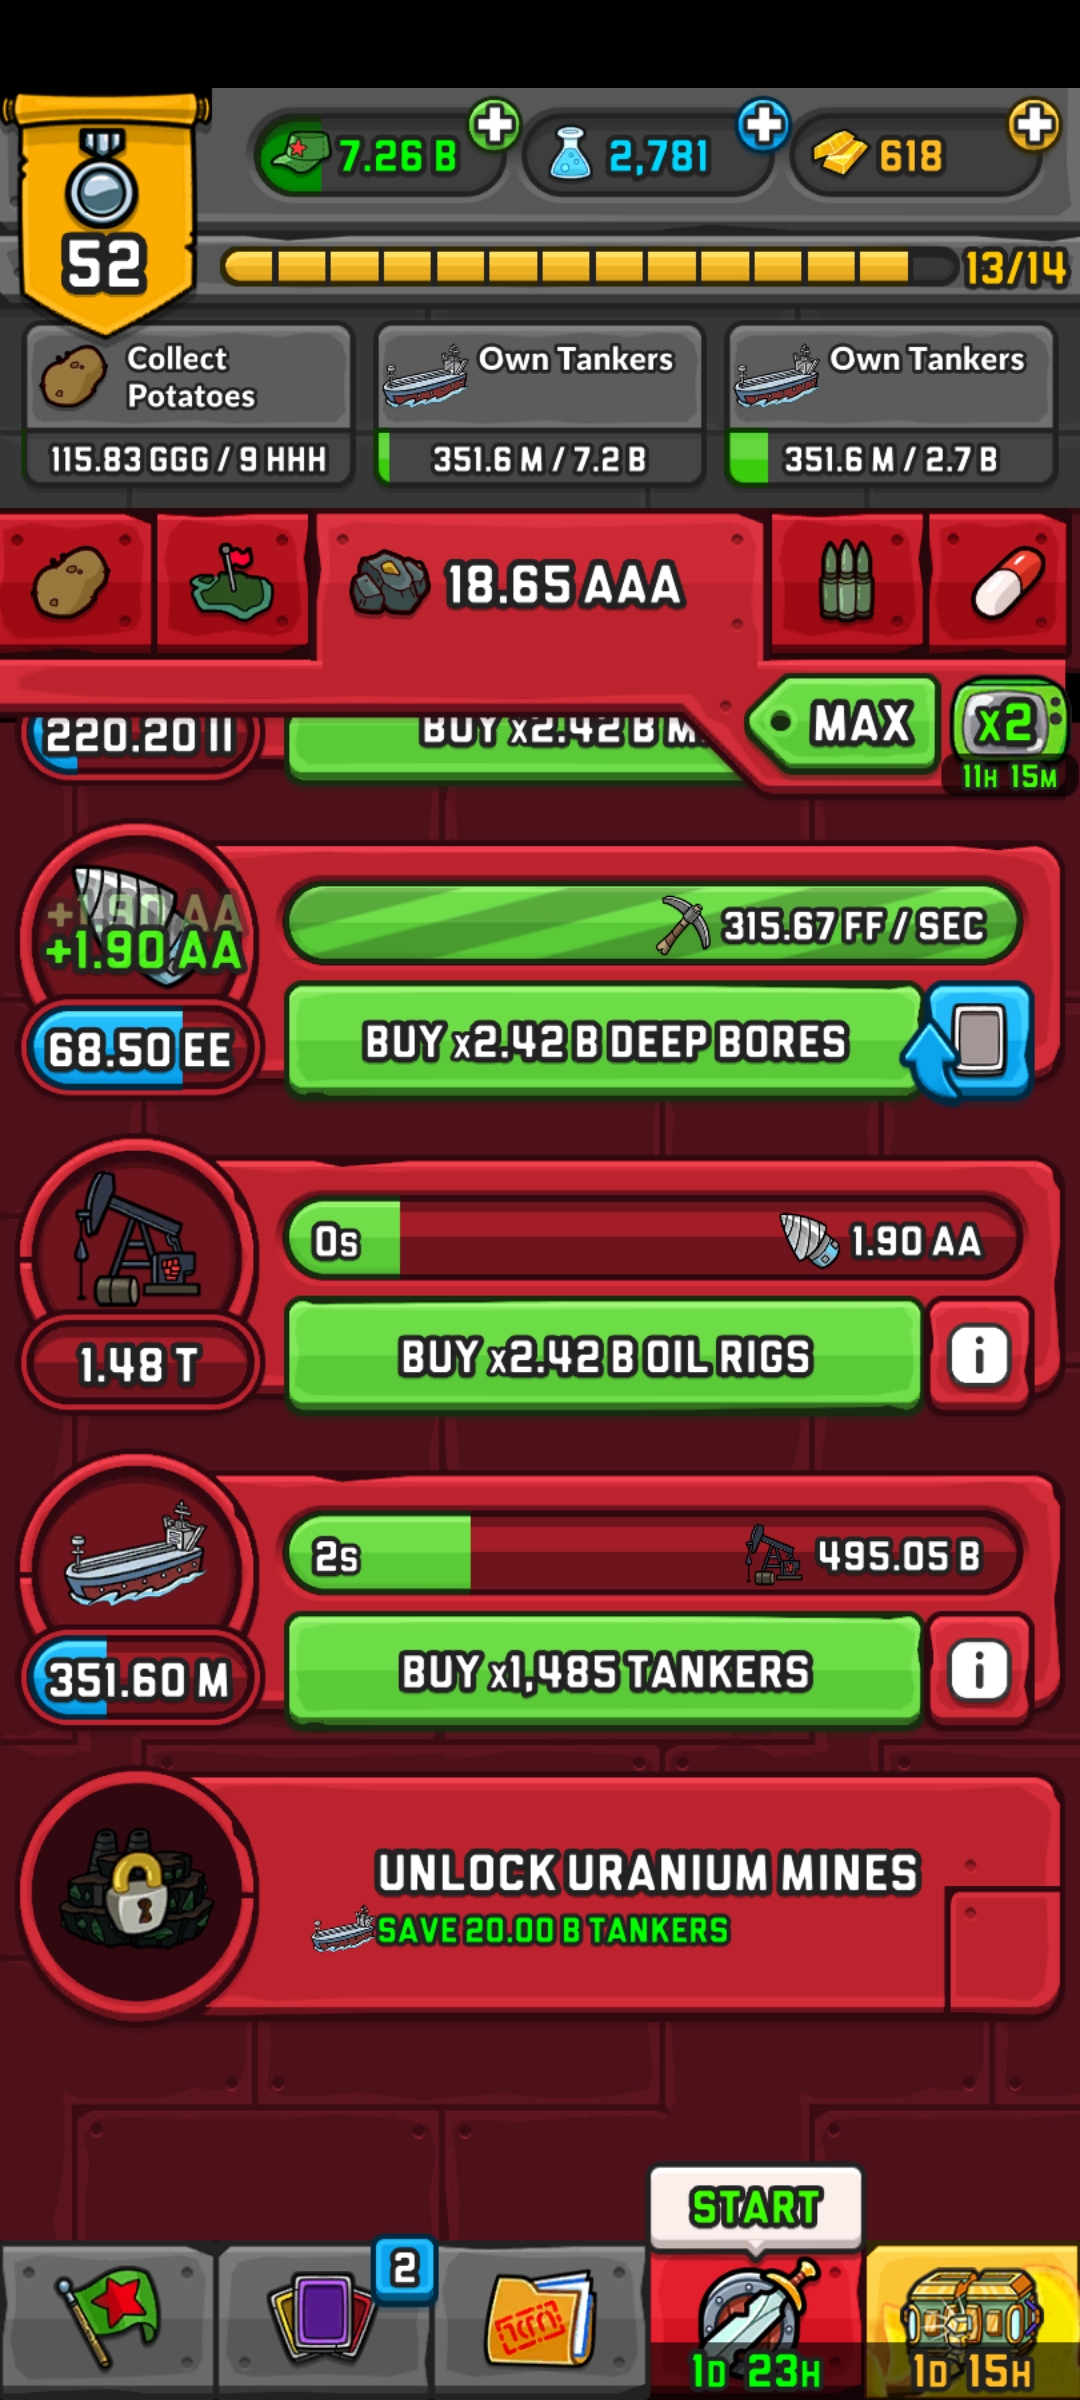 7.26 B
2,781
618
52
13/14
Collect
Potatoes
Own Tankers
Own Tankers
115.83 GGG / 9 HHH
351.6 M / 7.2 B
351.6 M / 2.7 B
18.65 AAA
MAX
X2
11H 15M
220.20 II
BUY x2.42 B M
+1.90 AA
+1.90 AA
315.67 FF / SEC
68.50 EE
BUY x2.42 B DEEP BORES
0s
1.90 AA
1.48 T
BUY x2.42 B OIL RIGS
i
2s
495.05 B
351.60 M
BUY x1,485 TANKERS
i
UNLOCK URANIUM MINES
SAVE 20.00 B TANKERS
START
2
1D 23H
1D 15H